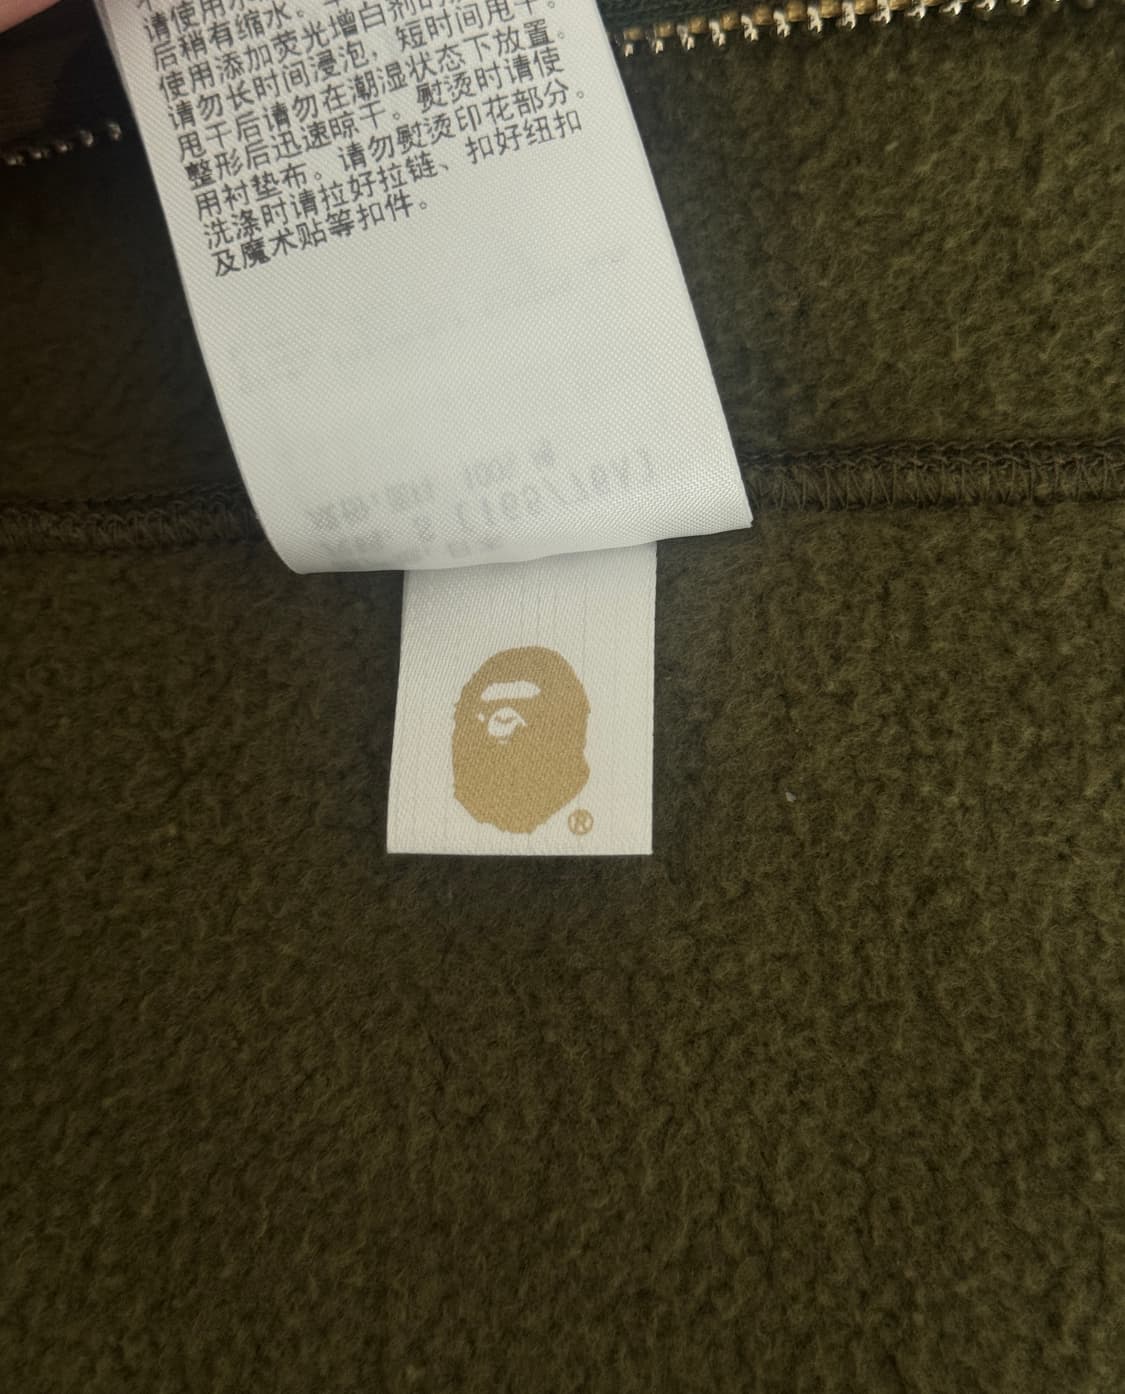 请使用
后稍有缩水。
使用添加荧光增白剂的
请勿长时间浸泡，短时间甩干。
甩干后请勿在潮湿状态下放置。
整形后迅速晾干。熨烫时请使
用衬垫布。请勿熨烫印花部分。
洗涤时请拉好拉链、扣好纽扣
及魔术贴等扣件。
®